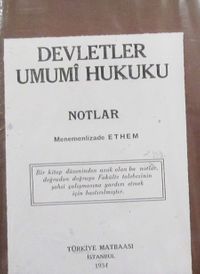 DEVLETLER
UMUMÎ HUKUKU
NOTLAR
Menemenlizade ETHEM
Bir kitap düzeninden uzak olan bu notlar,
doğrudan doğruya Fakülte talebesinin
şahsî çalışmasına yardım etmek
için bastırılmıştır.
TÜRKİYE MATBAASI
İSTANBUL
1934